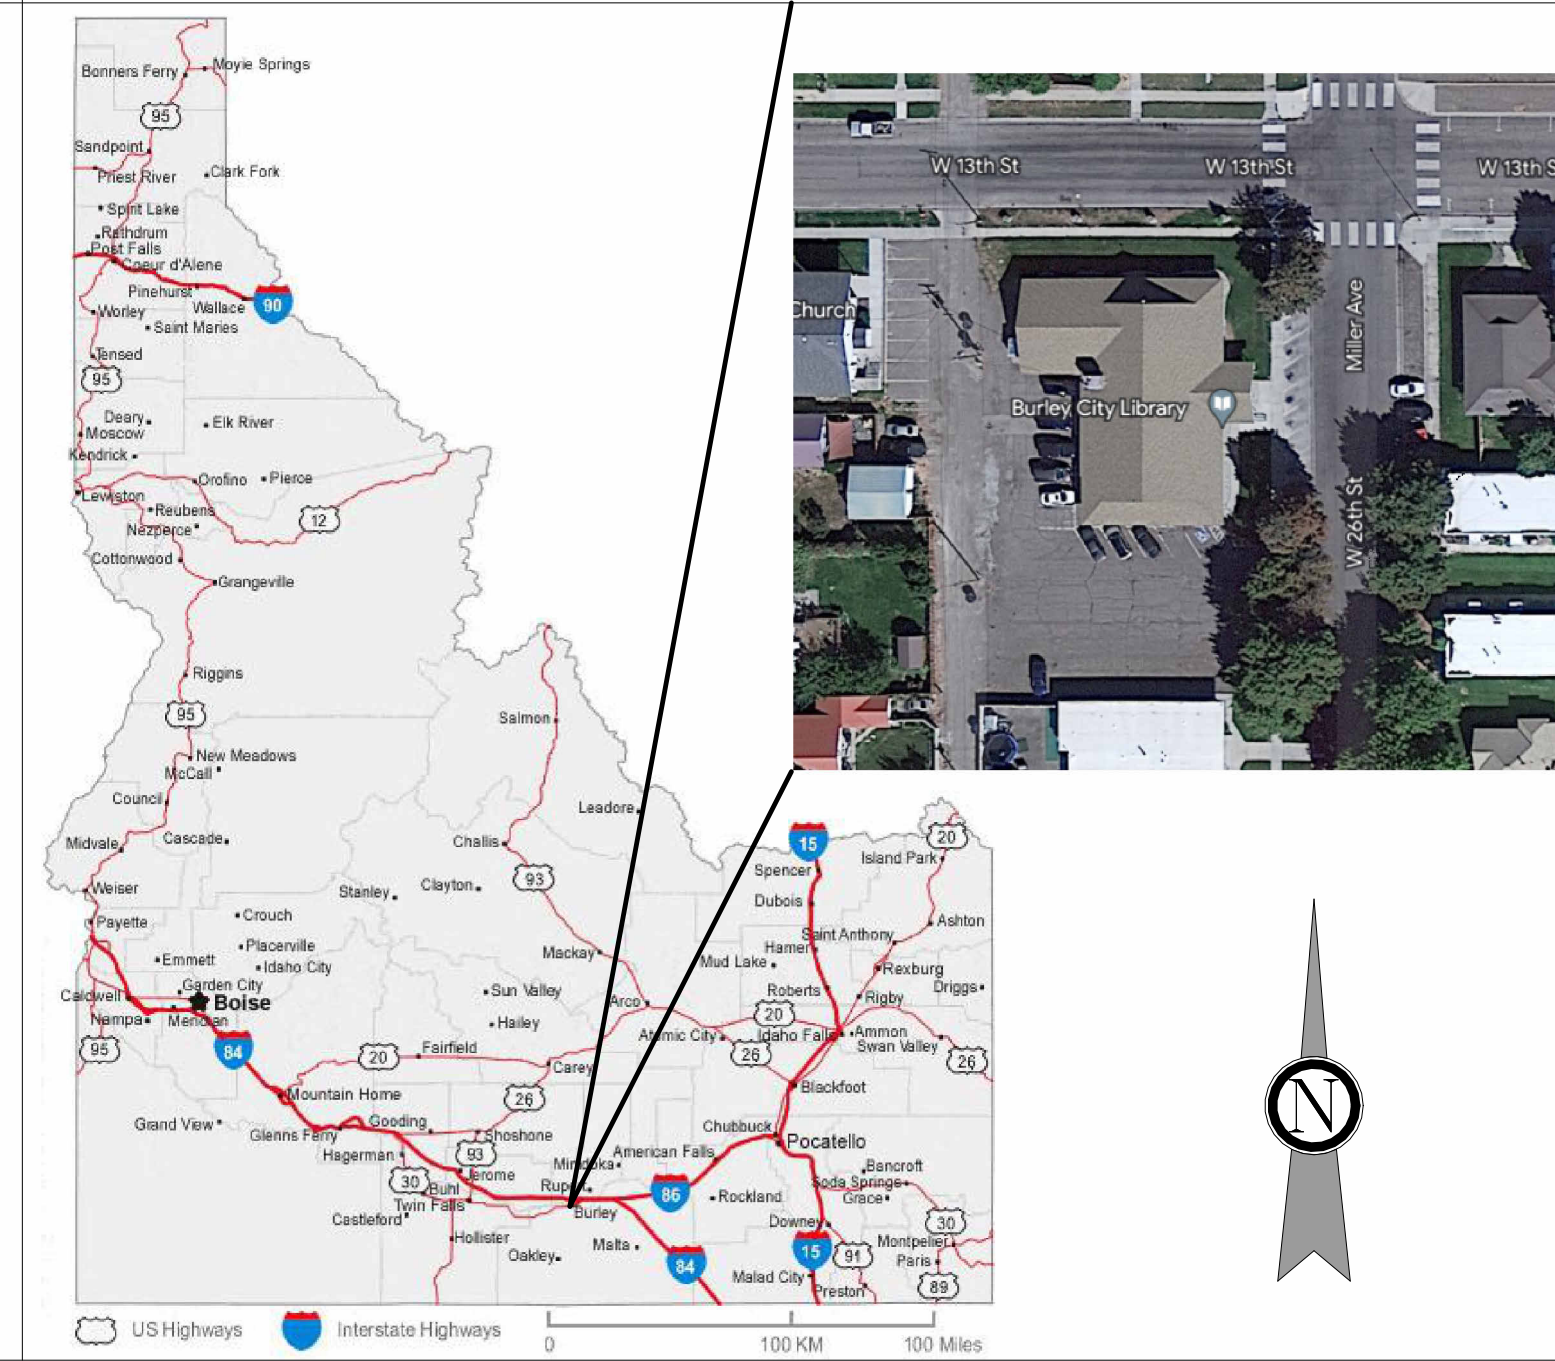 Bonners Ferry
Moyie Springs
95
Sandpoint
Priest River
Clark Fork
Spirit Lake
Rathdrum
Post Falls
Coeur d'Alene
Pinehurst
Wallace
90
Worley
Saint Maries
Tensed
95
Deary
Moscow
Elk River
Kendrick
Orofino
Pierce
Lewiston
Reubens
Nezperce
12
Cottonwood
Grangeville
Riggins
95
Salmon
New Meadows
McCall
Council
Leadore
Midvale
Cascade
Challis
15
20
Island Park
Spencer
93
Clayton
Stanley
Weiser
Dubois
Payette
Crouch
Ashton
Saint Anthony
Placerville
Hamer
Mackay
Emmett
Idaho City
Mud Lake
Rexburg
Garden City
Caldwell
Boise
Sun Valley
Roberts
Rigby
Driggs
Arco
Nampa
Meridian
Hailey
20
Atomic City
Idaho Falls
Ammon
Swan Valley
95
84
20
Fairfield
26
26
Carey
Blackfoot
Mountain Home
26
Grand View
Glenns Ferry
Gooding
Shoshone
Chubbuck
Pocatello
Hagerman
93
American Falls
Minidoka
Bancroft
Jerome
30
Buhl
Rupe
86
Soda Springs
Grace
Rockland
Twin Falls
Castleford
Burley
Downey
30
Hollister
Malta
Montpelier
Oakley
84
15
91
Paris
Malad City
Preston
89
US Highways
Interstate Highways
0
100 KM
100 Miles
W 13th St
W 13th St
W 13th S
Church
Miller Ave
Burley City Library
W 26th St
N